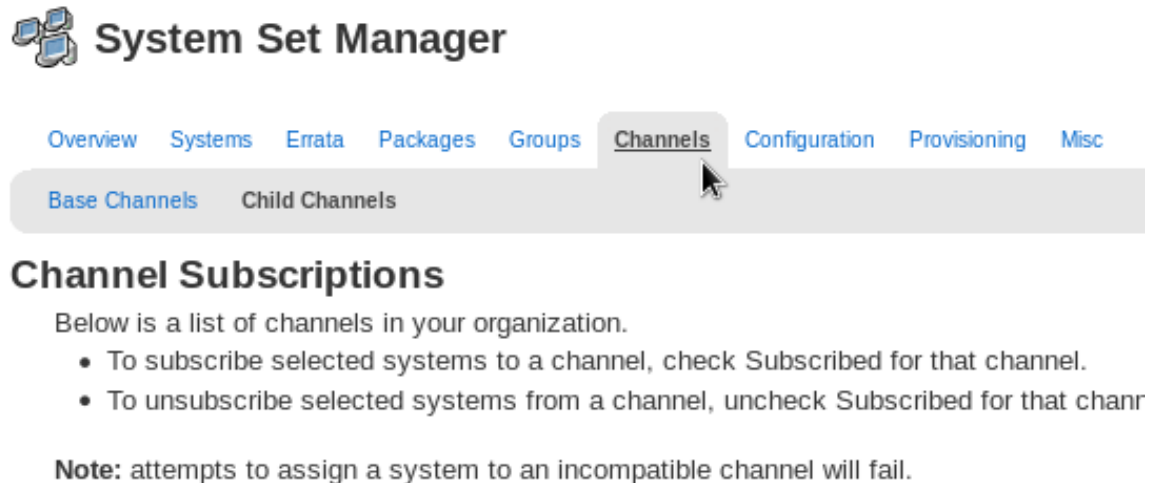 System Set Manager
Overview Systems Errata Packages Groups Channels Configuration Provisioning Misc
Base Channels Child Channels
Channel Subscriptions
Below is a list of channels in your organization.
• To subscribe selected systems to a channel, check Subscribed for that channel.
• To unsubscribe selected systems from a channel, uncheck Subscribed for that chann
Note: attempts to assign a system to an incompatible channel will fail.